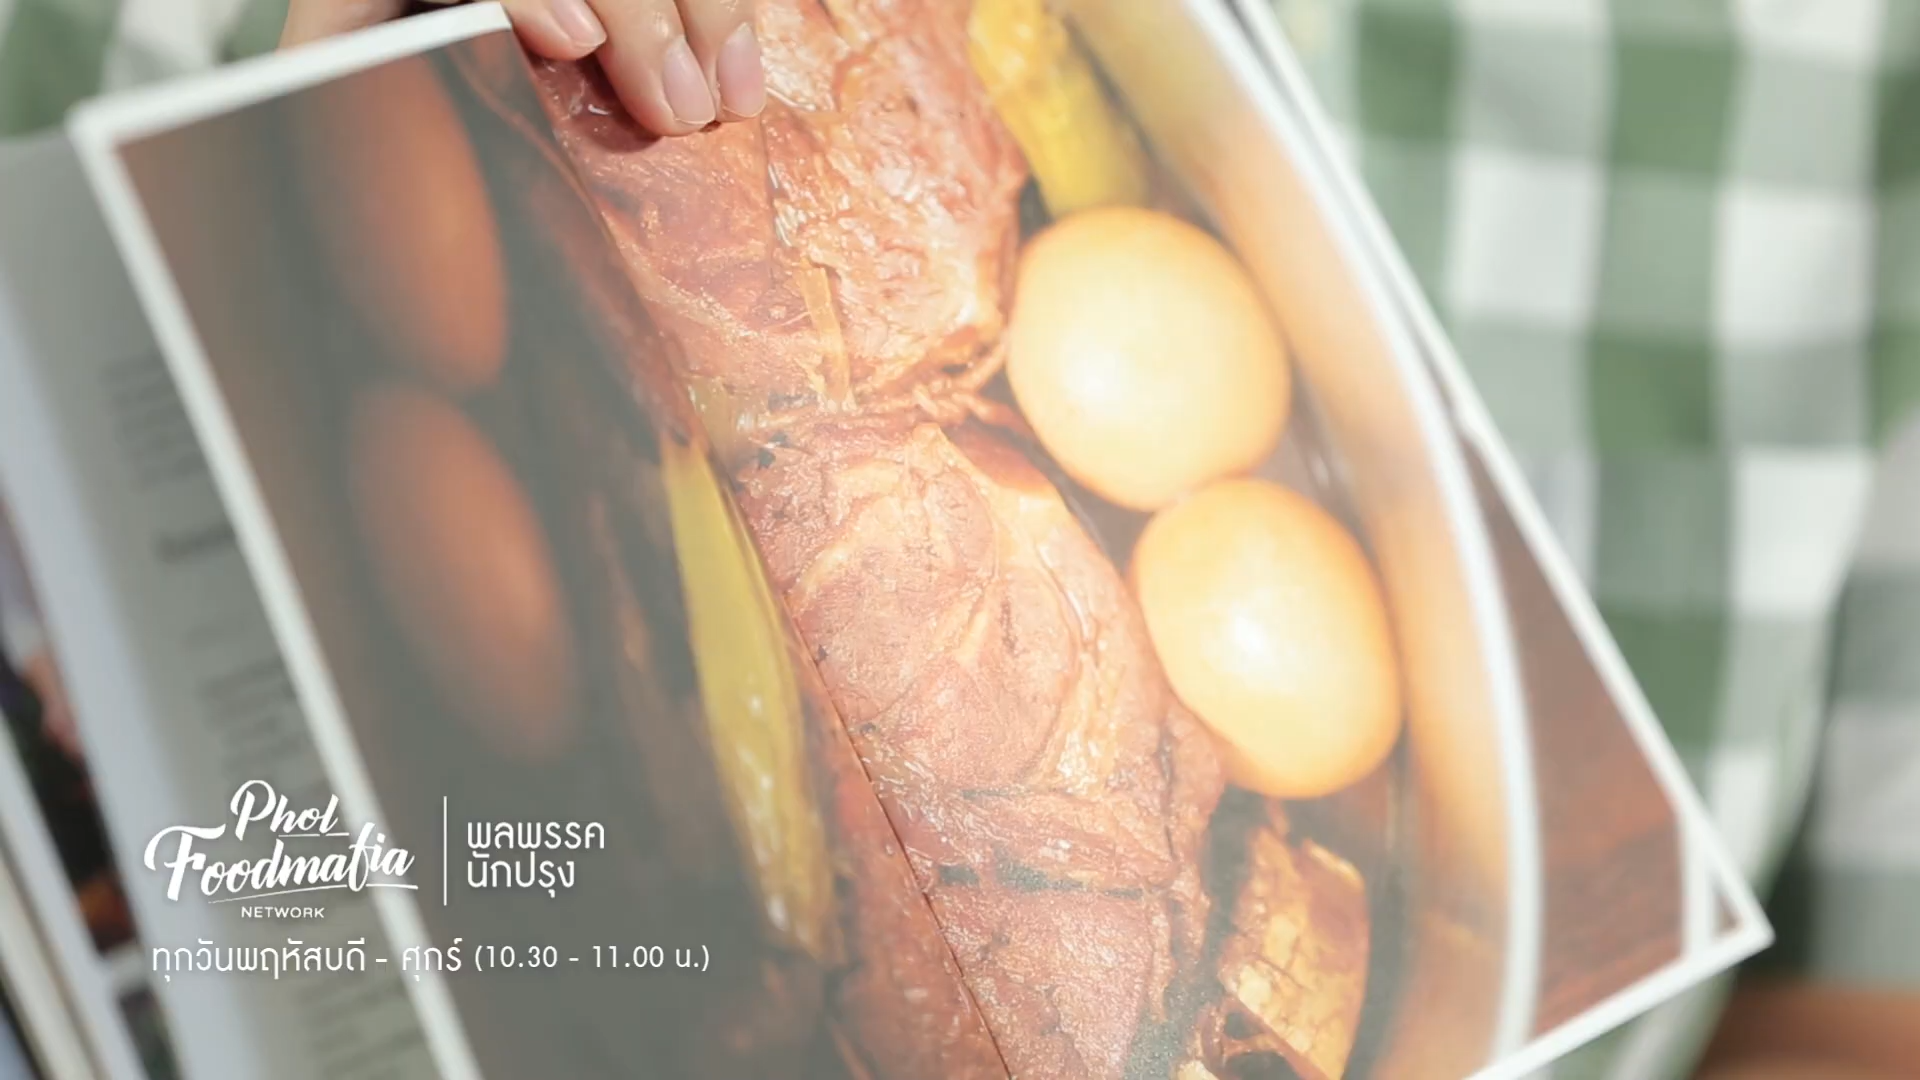 Phol
Foodmafia
NETWORK
พลพรรค
นักปรุง
ทุกวันพฤหัสบดี - ศุกร์ (10.30 - 11.00 น.)